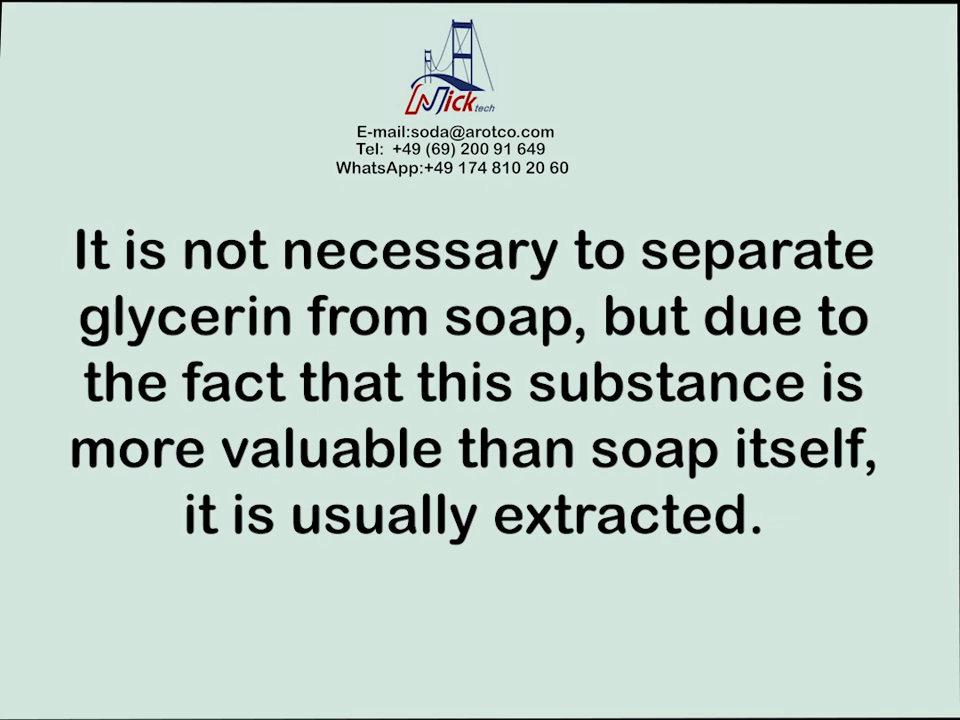 Nick tech
E-mail:soda@arotco.com
Tel: +49 (69) 200 91 649
WhatsApp:+49 174 810 20 60
It is not necessary to separate
glycerin from soap, but due to
the fact that this substance is
more valuable than soap itself,
it is usually extracted.